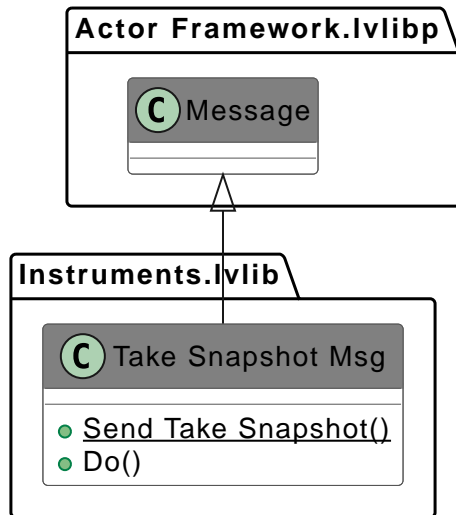 Actor Framework.lvlibp
C Message
Instruments.lvlib
C Take Snapshot Msg
Send Take Snapshot()
Do()